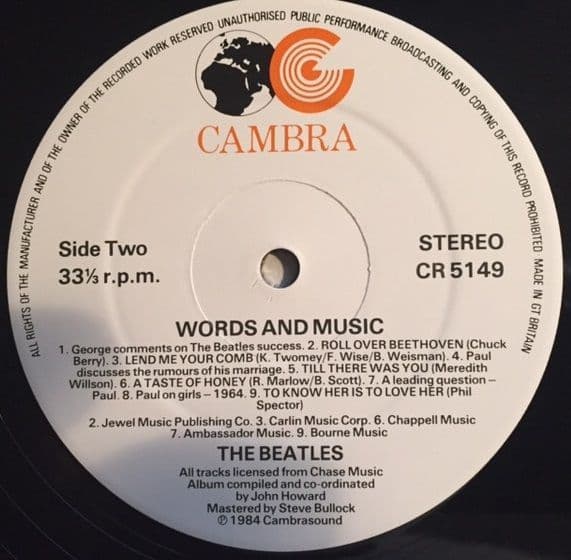 ALL RIGHTS OF THE MANUFACTURER AND OF THE OWNER OF THE RECORDED WORK RESERVED UNAUTHORISED PUBLIC PERFORMANCE BROADCASTING AND COPYING OF THIS RECORD PROHIBITED MADE IN GT BRITAIN
CAMBRA
Side Two
33⅓ r.p.m.
STEREO
CR 5149
WORDS AND MUSIC
1. George comments on The Beatles success. 2. ROLL OVER BEETHOVEN (Chuck
Berry). 3. LEND ME YOUR COMB (K. Twomey/F. Wise/B. Weisman). 4. Paul
discusses the rumours of his marriage. 5. TILL THERE WAS YOU (Meredith
Willson). 6. A TASTE OF HONEY (R. Marlow/B. Scott). 7. A leading question –
Paul. 8. Paul on girls – 1964. 9. TO KNOW HER IS TO LOVE HER (Phil
Spector)
2. Jewel Music Publishing Co. 3. Carlin Music Corp. 6. Chappell Music
7. Ambassador Music. 9. Bourne Music
THE BEATLES
All tracks licensed from Chase Music
Album compiled and co-ordinated
by John Howard
Mastered by Steve Bullock
℗ 1984 Cambrasound